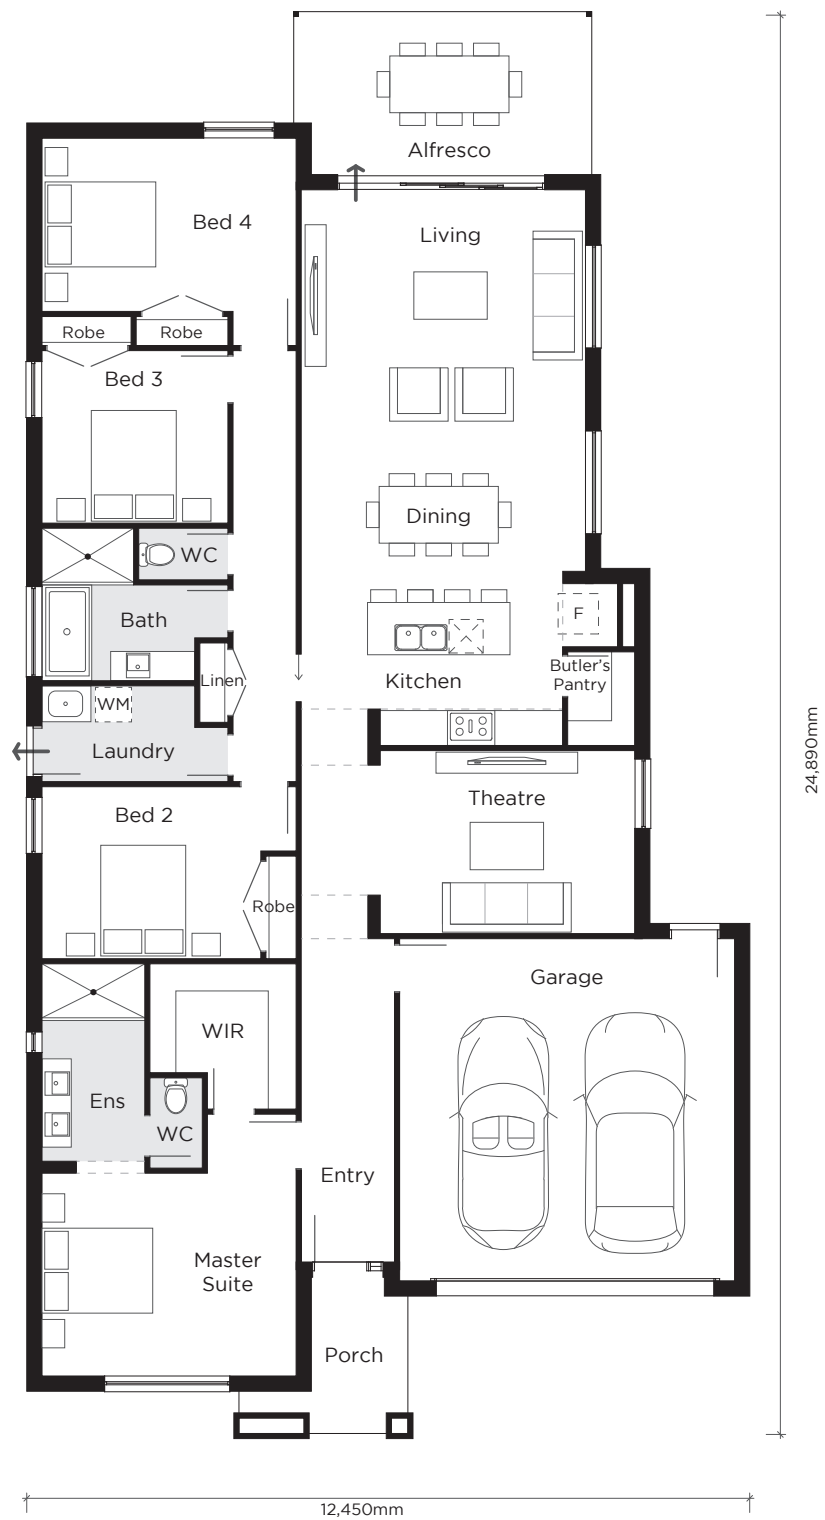 Alfresco
Bed 4
Living
Robe
Robe
Bed 3
Dining
WC
F
Bath
Butler's
Pantry
Linen
Kitchen
WM
Laundry
24,890mm
Theatre
Bed 2
Robe
Garage
WIR
Ens
WC
Entry
Master
Suite
Porch
12,450mm